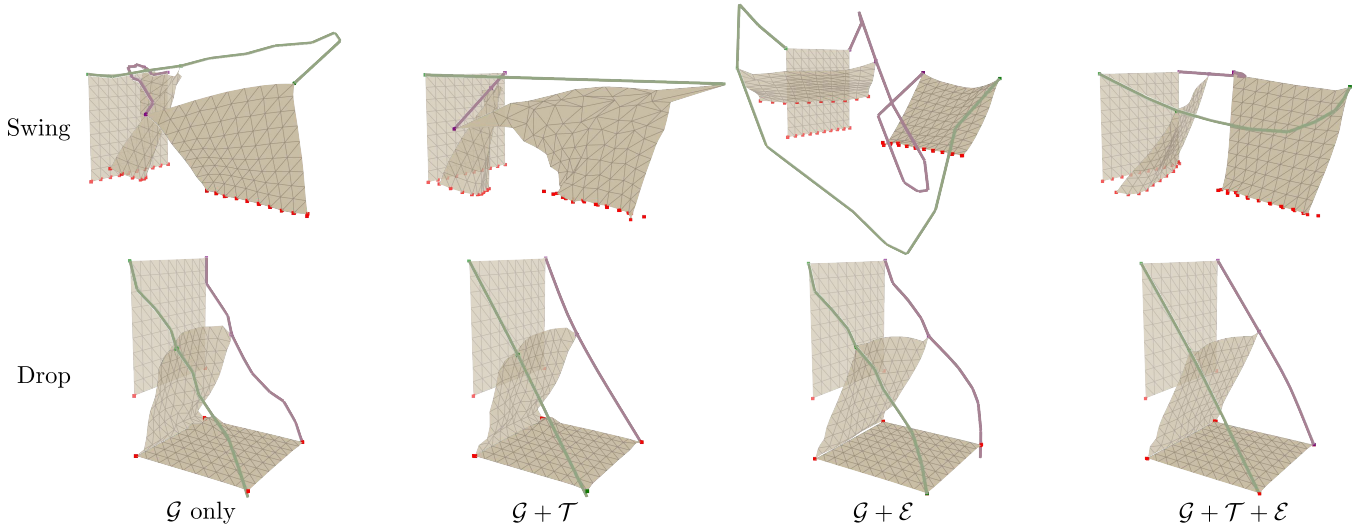 Swing
Drop
𝒢 only
𝒢 + 𝒯
𝒢 + ℰ
𝒢 + 𝒯 + ℰ